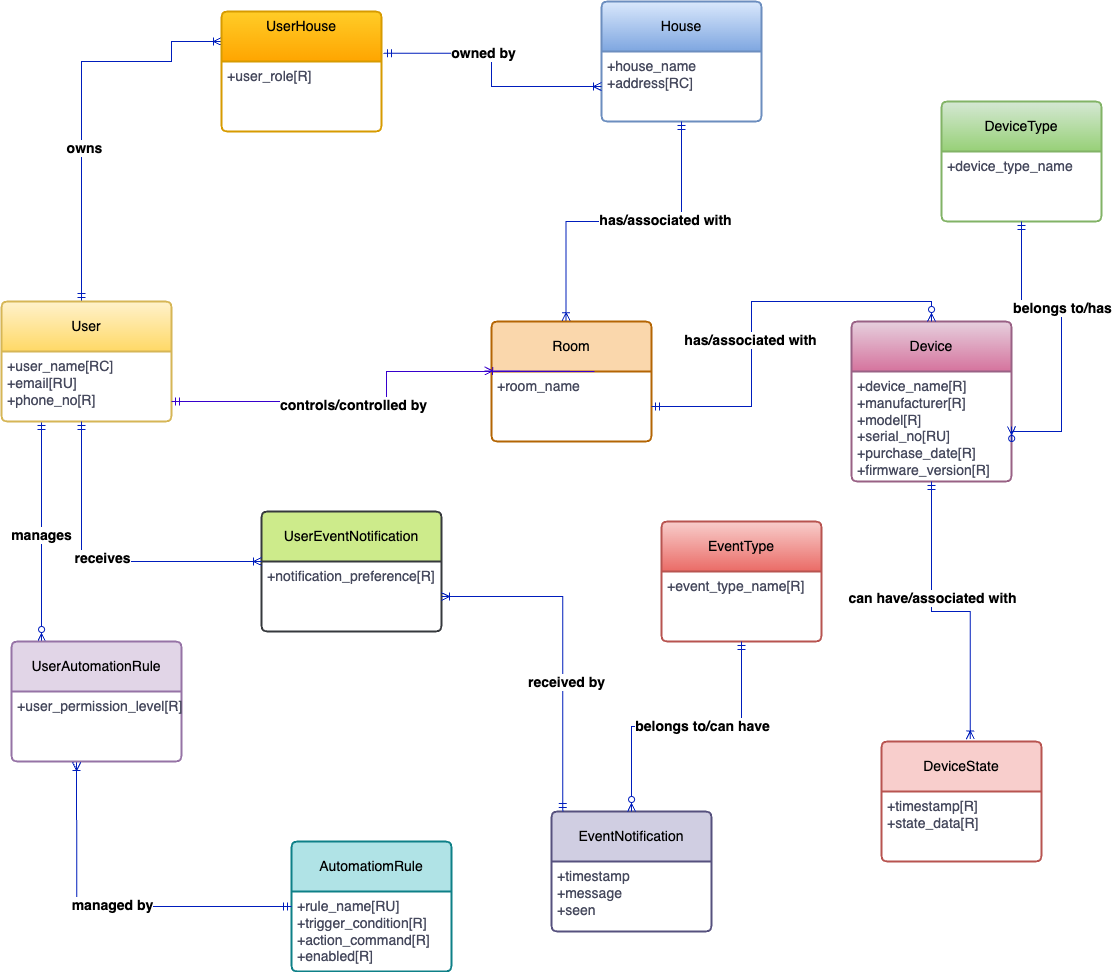 UserHouse
+user_role[R]
owned by
House
+house_name
+address[RC]
DeviceType
+device_type_name
owns
has/associated with
belongs to/has
User
+user_name[RC]
+email[RU]
+phone_no[R]
controls/controlled by
Room
+room_name
has/associated with
Device
+device_name[R]
+manufacturer[R]
+model[R]
+serial_no[RU]
+purchase_date[R]
+firmware_version[R]
manages
receives
UserEventNotification
+notification_preference[R]
EventType
+event_type_name[R]
can have/associated with
UserAutomationRule
+user_permission_level[R]
received by
belongs to/can have
DeviceState
+timestamp[R]
+state_data[R]
managed by
AutomatiomRule
+rule_name[RU]
+trigger_condition[R]
+action_command[R]
+enabled[R]
EventNotification
+timestamp
+message
+seen